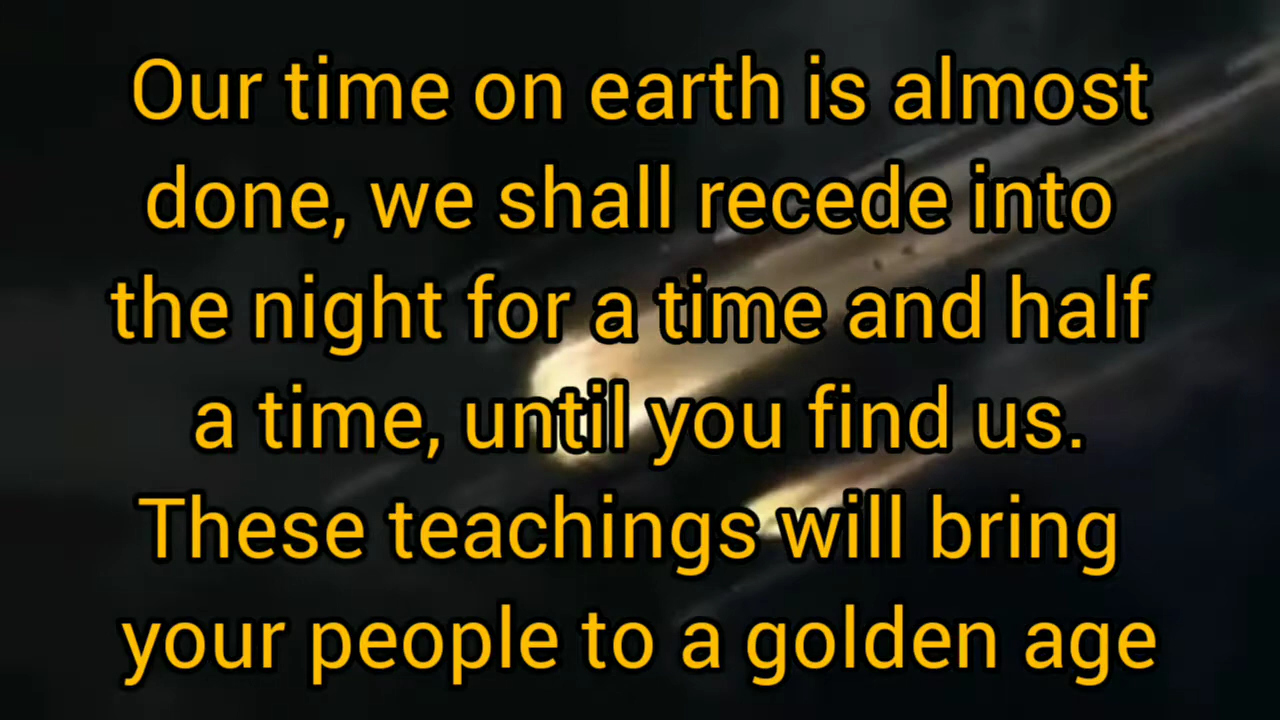 Our time on earth is almost
done, we shall recede into
the night for a time and half
a time, until you find us.
These teachings will bring
your people to a golden age